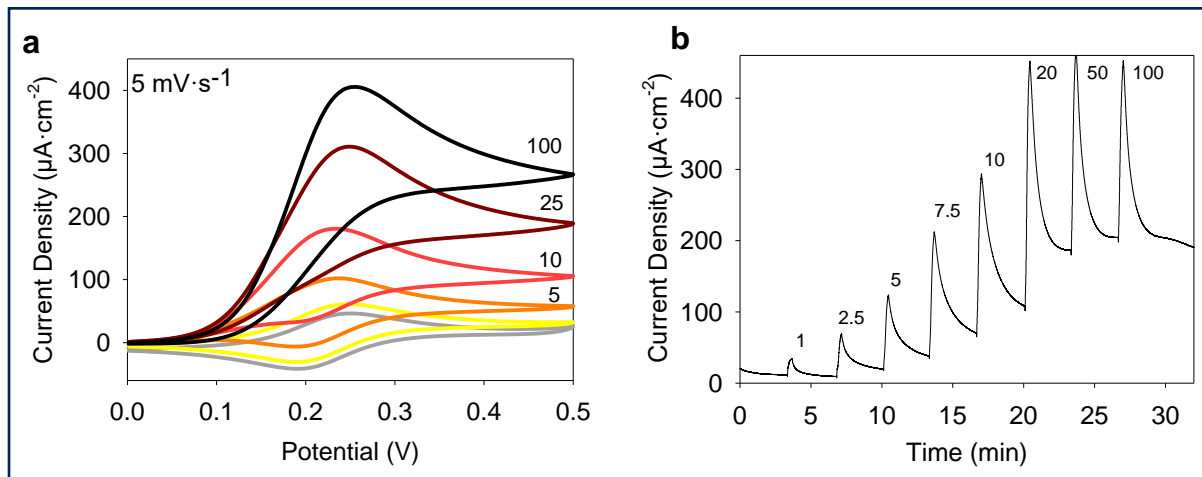 a
5 mV·s-1
Current Density (µA·cm-2)
400
300
200
100
0
100
25
10
5
0.0 0.1 0.2 0.3 0.4 0.5
Potential (V)
b
Current Density (µA·cm-2)
400
300
200
100
0
1
2.5
5
7.5
10
20
50
100
0 5 10 15 20 25 30
Time (min)